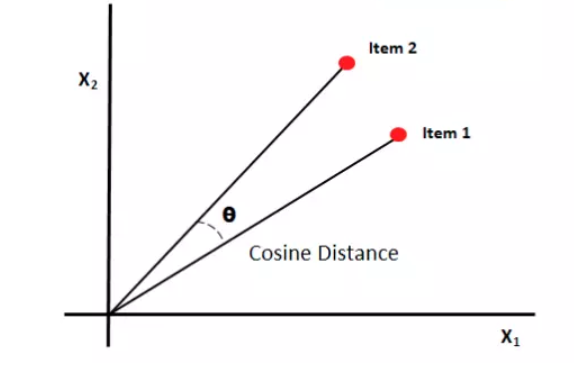 Item 2
X₂
Item 1
θ
Cosine Distance
X₁